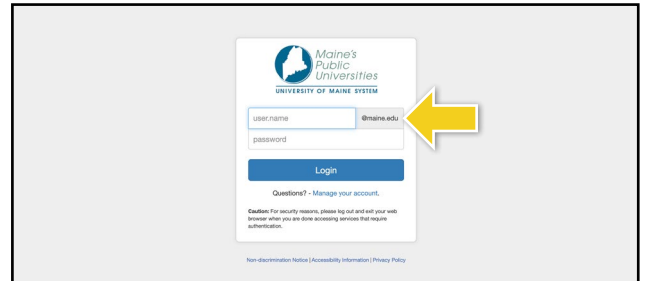 Maine's
Public
Universities
UNIVERSITY OF MAINE SYSTEM
user.name @maine.edu
password
Login
Questions? - Manage your account.
Caution: For security reasons, please log out and exit your web
browser when you are done accessing services that require
authentication.
Non-discrimination Notice | Accessibility Information | Privacy Policy